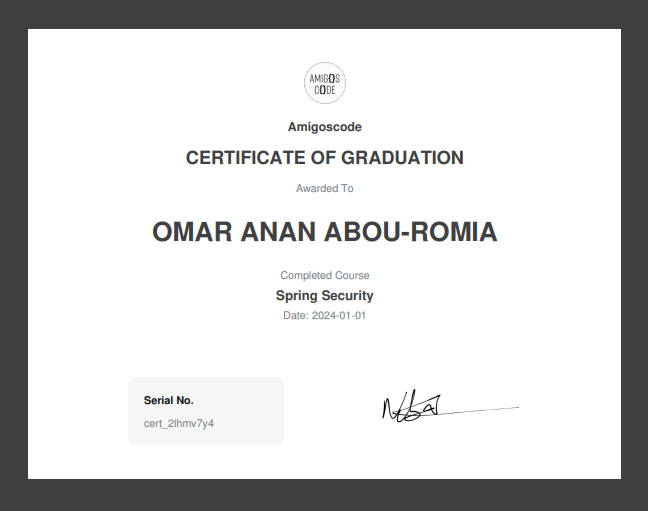 AMIGOS
CODE
Amigoscode
CERTIFICATE OF GRADUATION
Awarded To
OMAR ANAN ABOU-ROMIA
Completed Course
Spring Security
Date: 2024-01-01
Serial No.
cert_2lhmv7y4